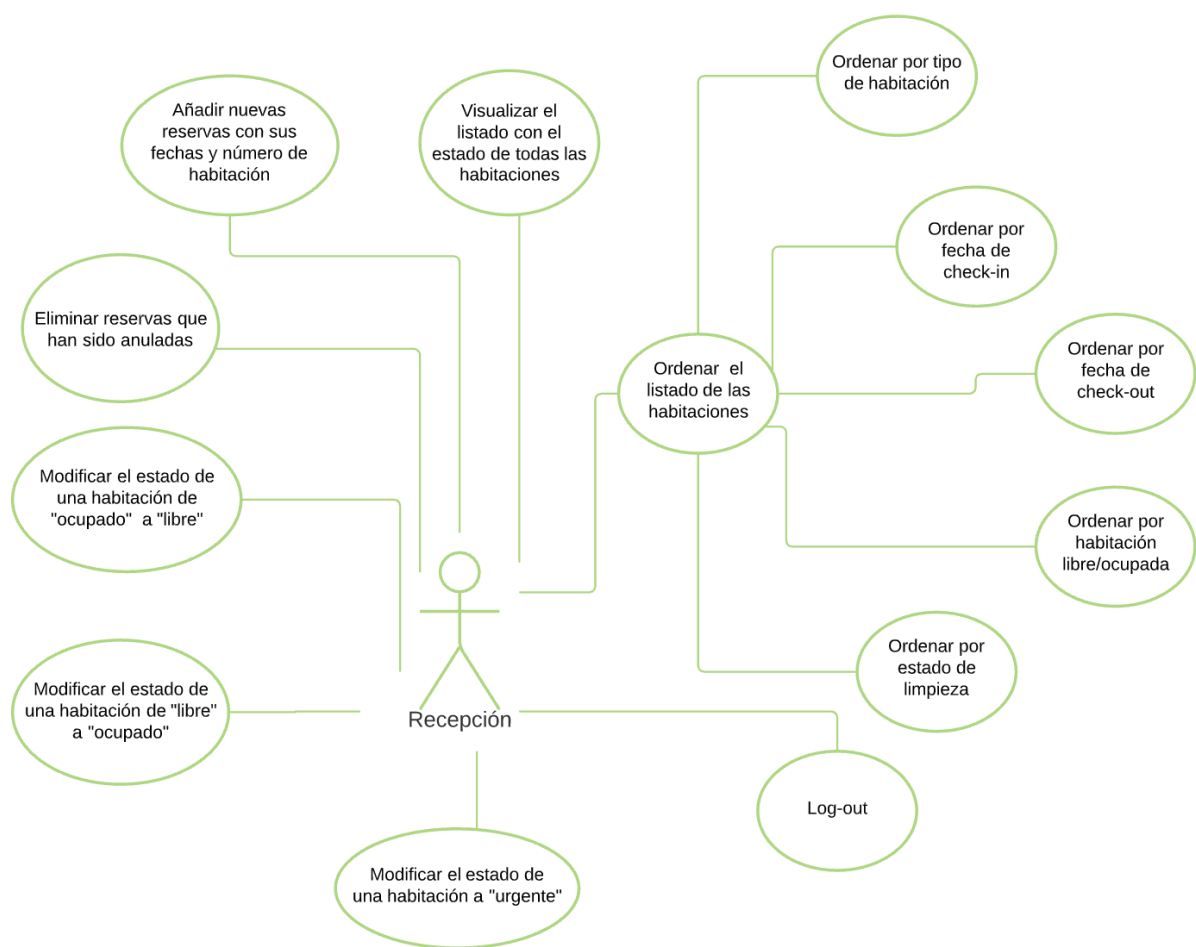 Ordenar por tipo
de habitación
Añadir nuevas
reservas con sus
fechas y número de
habitación
Visualizar el
listado con el
estado de todas las
habitaciones
Ordenar por
fecha de
check-in
Eliminar reservas que
han sido anuladas
Ordenar por
fecha de
check-out
Ordenar el
listado de las
habitaciones
Modificar el estado de
una habitación de
"ocupado" a "libre"
Ordenar por
habitación
libre/ocupada
Ordenar por
estado de
limpieza
Modificar el estado de
una habitación de "libre"
a "ocupado"
Recepción
Log-out
Modificar el estado de
una habitación a "urgente"